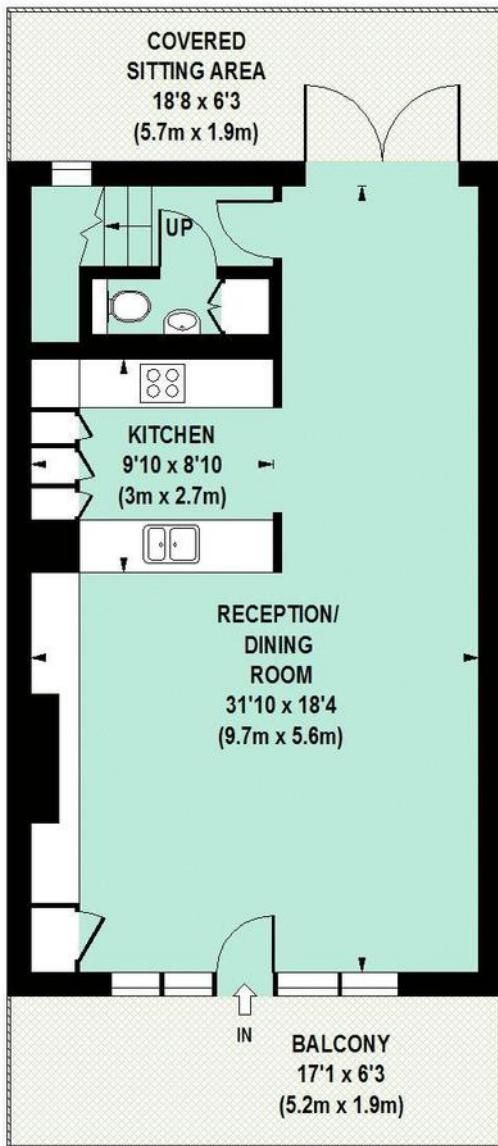 COVERED
SITTING AREA
18'8 x 6'3
(5.7m x 1.9m)
UP
KITCHEN
9'10 x 8'10
(3m x 2.7m)
RECEPTION/
DINING
ROOM
31'10 x 18'4
(9.7m x 5.6m)
IN
BALCONY
17'1 x 6'3
(5.2m x 1.9m)